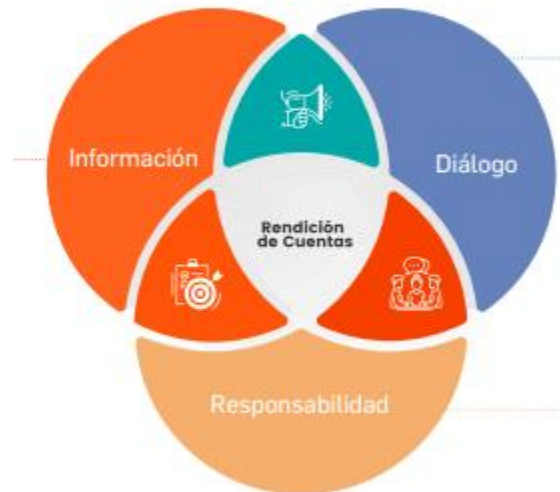 Información
Diálogo
Rendición
de Cuentas
Responsabilidad